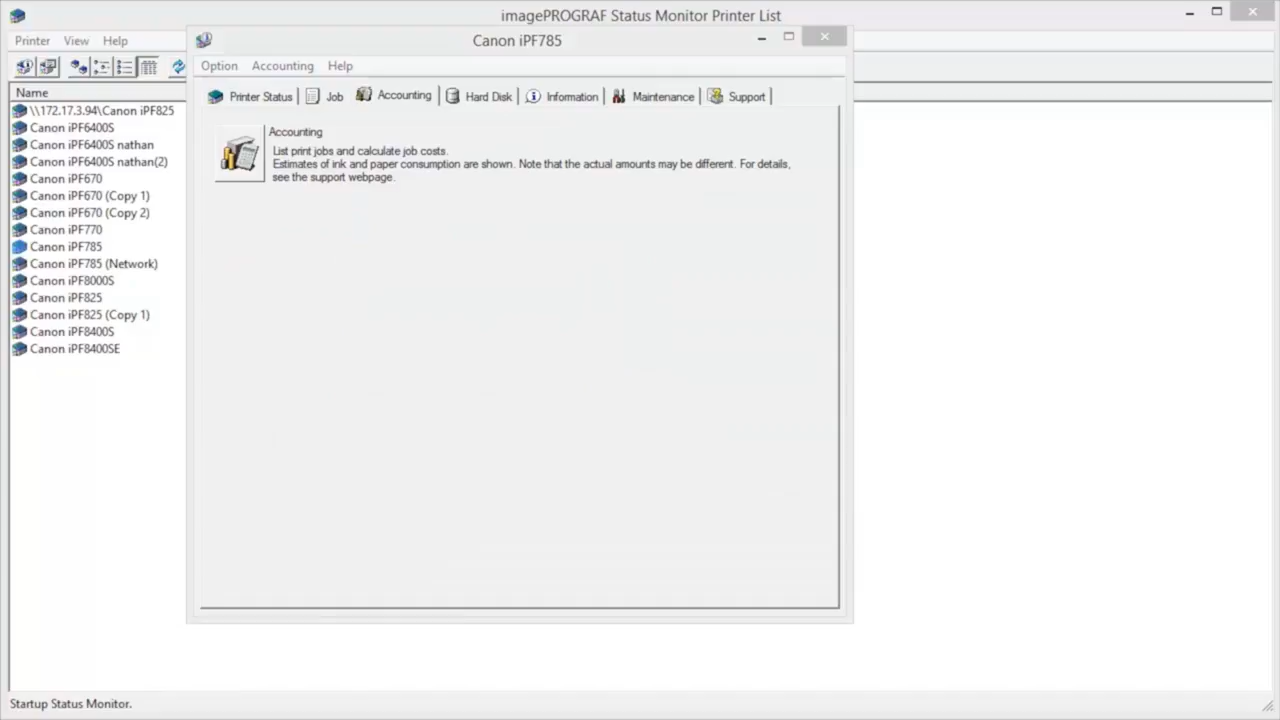 imagePROGRAF Status Monitor Printer List
Printer View Help
Name
\\172.17.3.94\Canon iPF825
Canon iPF6400S
Canon iPF6400S nathan
Canon iPF6400S nathan(2)
Canon iPF670
Canon iPF670 (Copy 1)
Canon iPF670 (Copy 2)
Canon iPF770
Canon iPF785
Canon iPF785 (Network)
Canon iPF8000S
Canon iPF825
Canon iPF825 (Copy 1)
Canon iPF8400S
Canon iPF8400SE
Canon iPF785
Option Accounting Help
Printer Status Job Accounting Hard Disk Information Maintenance Support
Accounting
List print jobs and calculate job costs.
Estimates of ink and paper consumption are shown. Note that the actual amounts may be different. For details,
see the support webpage.
Startup Status Monitor.